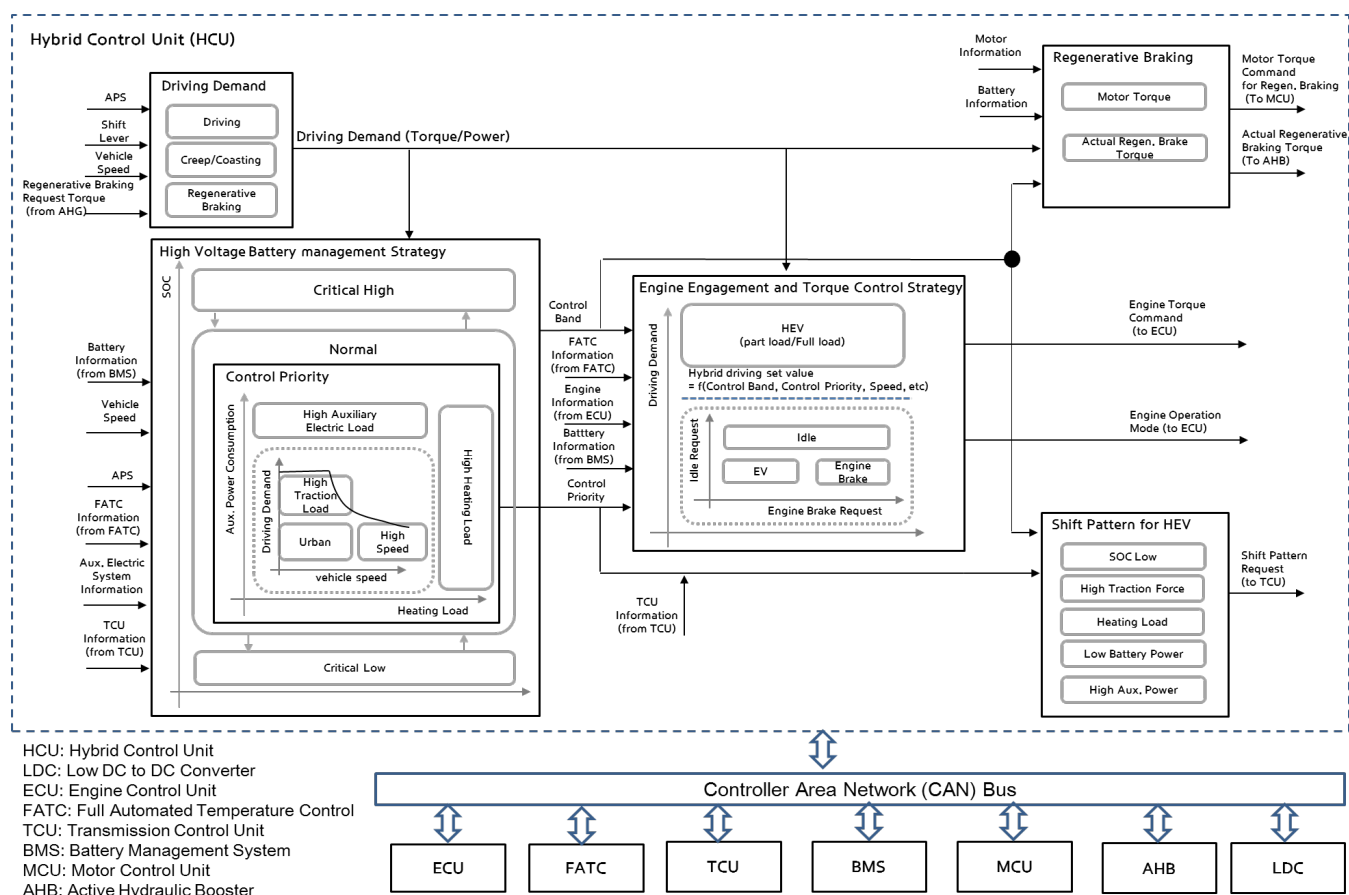 Hybrid Control Unit (HCU)
Driving Demand
Driving
Creep/Coasting
Regenerative
Braking
APS
Shift
Lever
Vehicle
Speed
Regenerative Braking
Request Torque
(from AHG)
Driving Demand (Torque/Power)
Motor
Information
Battery
Information
Regenerative Braking
Motor Torque
Actual Regen. Brake
Torque
Motor Torque
Command
for Regen. Braking
(To MCU)
Actual Regenerative
Braking Torque
(To AHB)
High Voltage Battery management Strategy
SOC
Critical High
Normal
Control Priority
Aux. Power Consumption
High Auxiliary
Electric Load
Driving Demand
High
Traction
Load
Urban
High
Speed
vehicle speed
High Heating Load
Heating Load
Critical Low
Battery
Information
(from BMS)
Vehicle
Speed
APS
FATC
Information
(from FATC)
Aux. Electric
System
Information
TCU
Information
(from TCU)
Control
Band
FATC
Information
(from FATC)
Engine
Information
(from ECU)
Batttery
Information
(from BMS)
Control
Priority
Engine Engagement and Torque Control Strategy
Driving Demand
HEV
(part load/Full load)
Hybrid driving set value
= f(Control Band, Control Priority, Speed, etc)
Idle Request
Idle
EV
Engine
Brake
Engine Brake Request
Engine Torque
Command
(to ECU)
Engine Operation
Mode (to ECU)
TCU
Information
(from TCU)
Shift Pattern for HEV
SOC Low
High Traction Force
Heating Load
Low Battery Power
High Aux. Power
Shift Pattern
Request
(to TCU)
HCU: Hybrid Control Unit
LDC: Low DC to DC Converter
ECU: Engine Control Unit
FATC: Full Automated Temperature Control
TCU: Transmission Control Unit
BMS: Battery Management System
MCU: Motor Control Unit
AHB: Active Hydraulic Booster
Controller Area Network (CAN) Bus
ECU
FATC
TCU
BMS
MCU
AHB
LDC